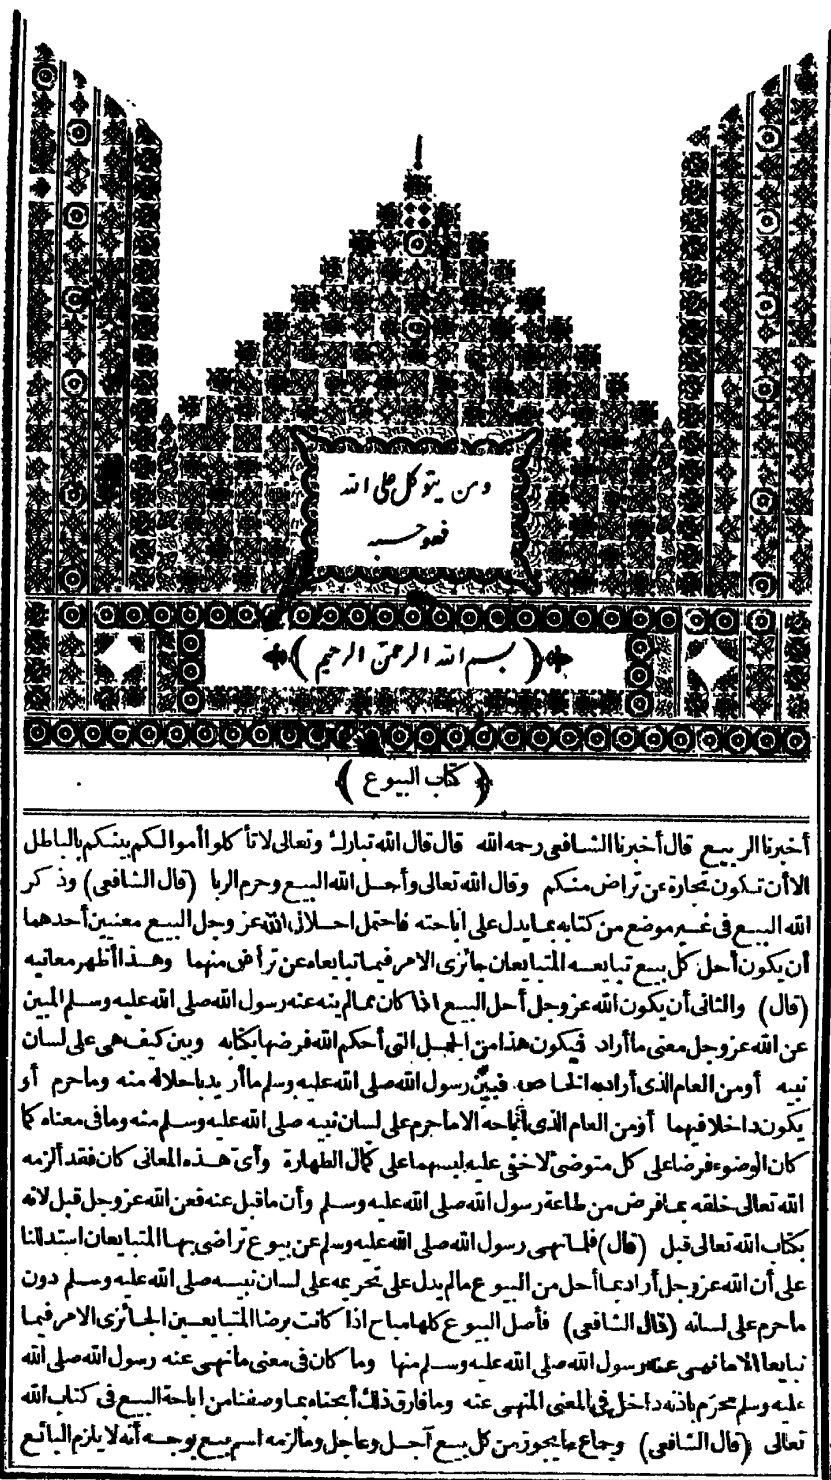 ومن يتوكل على الله
فهو حسبه
(بسم الله الرحمن الرحيم)
(كتاب البيوع)
أخبرنا الربيع قال أخبرنا الشافعى رحمه الله قال قال الله تبارك وتعالى لا تأكلوا أموالكم بينكم بالباطل
الا أن تكون تجارة عن تراض منكم وقال الله تعالى وأحل الله البيع وحرم الربا (قال الشافعى) وذكر
الله البيع فى غير موضع من كتابه بما يدل على اباحته فاحتمل احلال الله عز وجل البيع معنيين أحدهما
أن يكون أحل كل بيع تبايعه المتبايعان جائزى الامر فيما تبايعاه عن تراض منهما وهذا أظهر معانيه
(قال) والثانى أن يكون الله عز وجل أحل البيع اذا كان مما لم ينه عنه رسول الله صلى الله عليه وسلم المبين
عن الله عز وجل معنى ما أراد فيكون هذا من الجمل التى أحكم الله فرضها بكتابه وبين كيف هى على لسان
نبيه أو من العام الذى أراد به الخاص فبين رسول الله صلى الله عليه وسلم ما أريد باحلاله منه وما حرم أو
يكون داخلا فيهما أو من العام الذى أباحه الا ما حرم على لسان نبيه صلى الله عليه وسلم منه وما فى معناه كما
كان الوضوء فرضا على كل متوضئ لا خفى عليه لبسهما على كمال الطهارة وأى هذه المعانى كان فقد ألزمه
الله تعالى خلقه بما فرض من طاعة رسول الله صلى الله عليه وسلم وأن ما قبل عنه فعن الله عز وجل قبل لانه
بكتاب الله تعالى قبل (قال) فلما نهى رسول الله صلى الله عليه وسلم عن بيوع تراضى بها المتبايعان استدللنا
على أن الله عز وجل أراد بما أحل من البيوع ما لم يدل على تحريمه على لسان نبيه صلى الله عليه وسلم دون
ما حرم على لسانه (قال الشافعى) فأصل البيوع كلها مباح اذا كانت برضا المتبايعين الجائزى الامر فيما
تبايعا الا ما نهى عنه رسول الله صلى الله عليه وسلم منها وما كان فى معنى ما نهى عنه رسول الله صلى الله
عليه وسلم محرم باذنه داخل فى المعنى المنهى عنه وما فارق ذلك أبحناه بما وصفنا من اباحة البيع فى كتاب الله
تعالى (قال الشافعى) وجماع ما يجوز من كل بيع آجل وعاجل وما لزمه اسم بيع بوجه أنه لا يلزم البائع